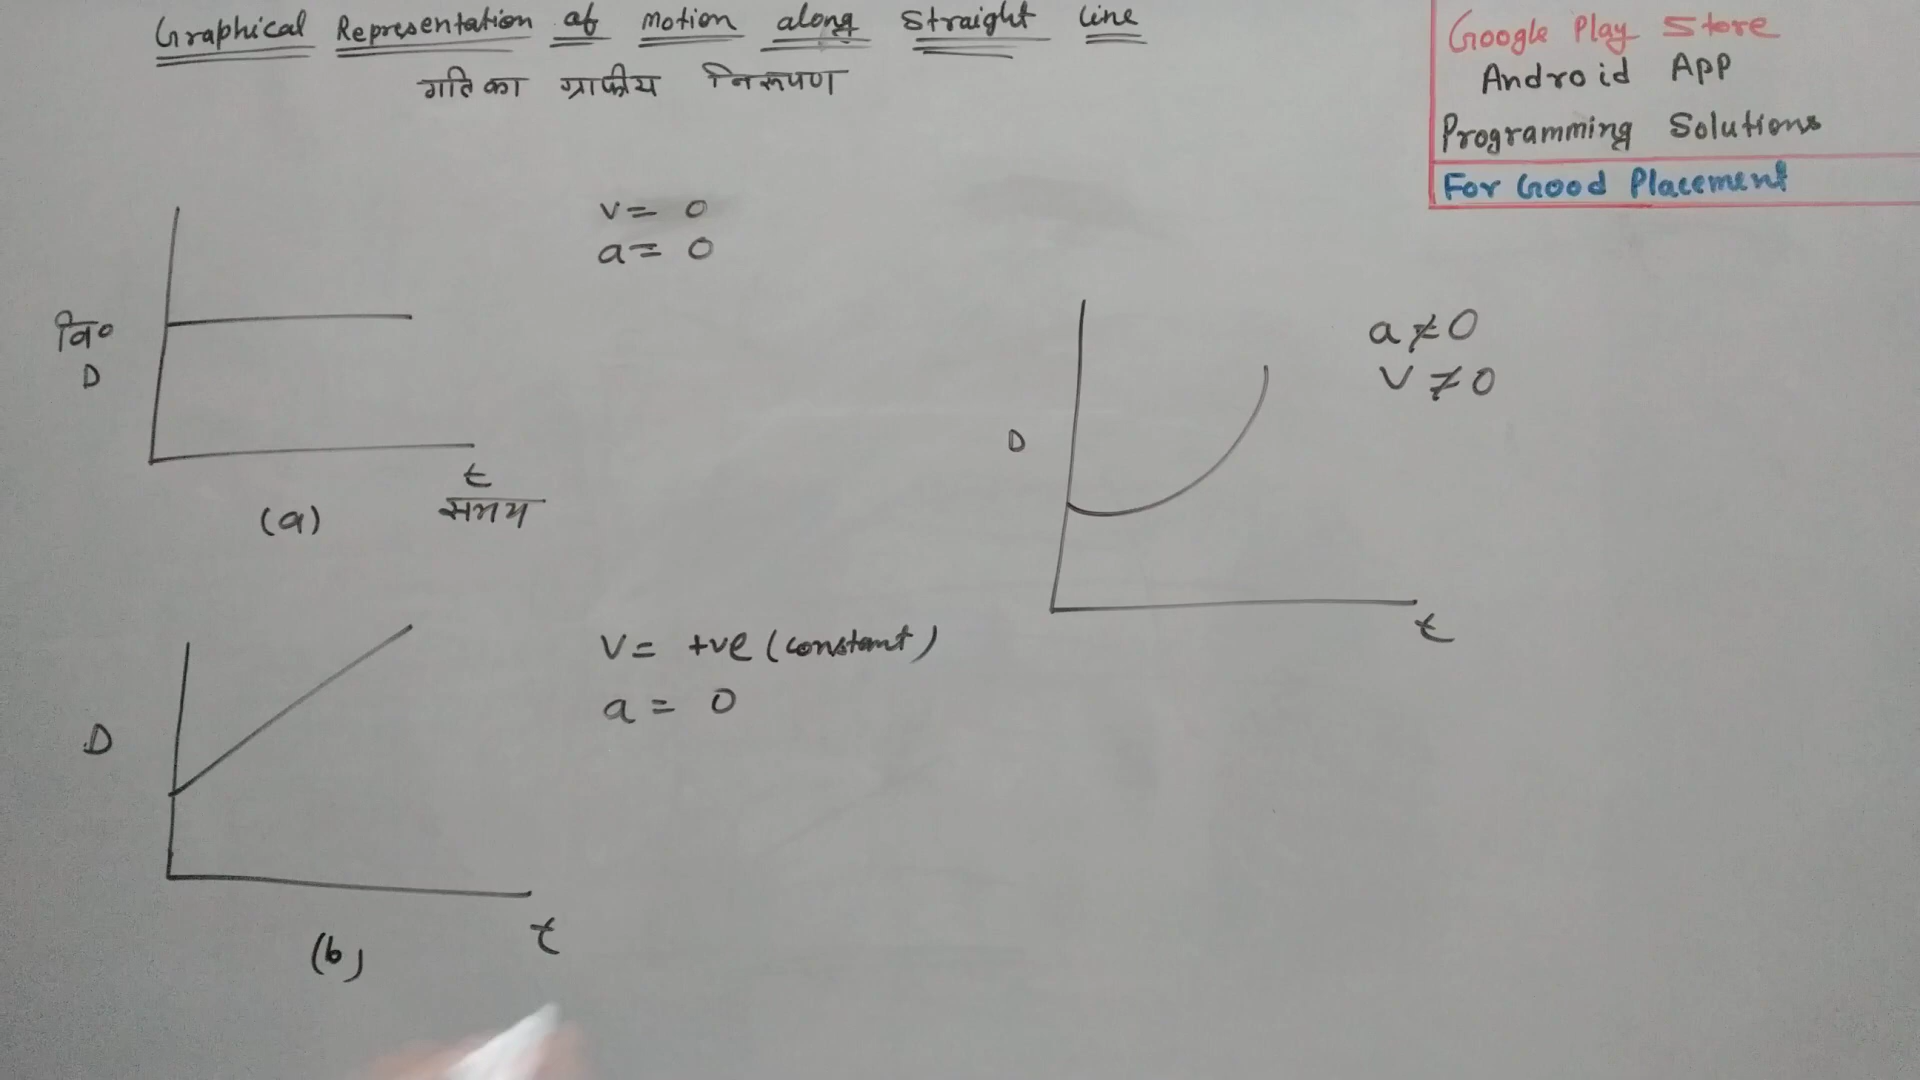 Graphical Representation of motion along Straight line
गति का ग्राफीय निरूपण
Google Play Store
Android App
Programming Solutions
For Good Placement
v = 0
a = 0
वि०
D
t
समय
(a)
a ≠ 0
v ≠ 0
D
t
v = +ve (constant)
a = 0
D
t
(b)